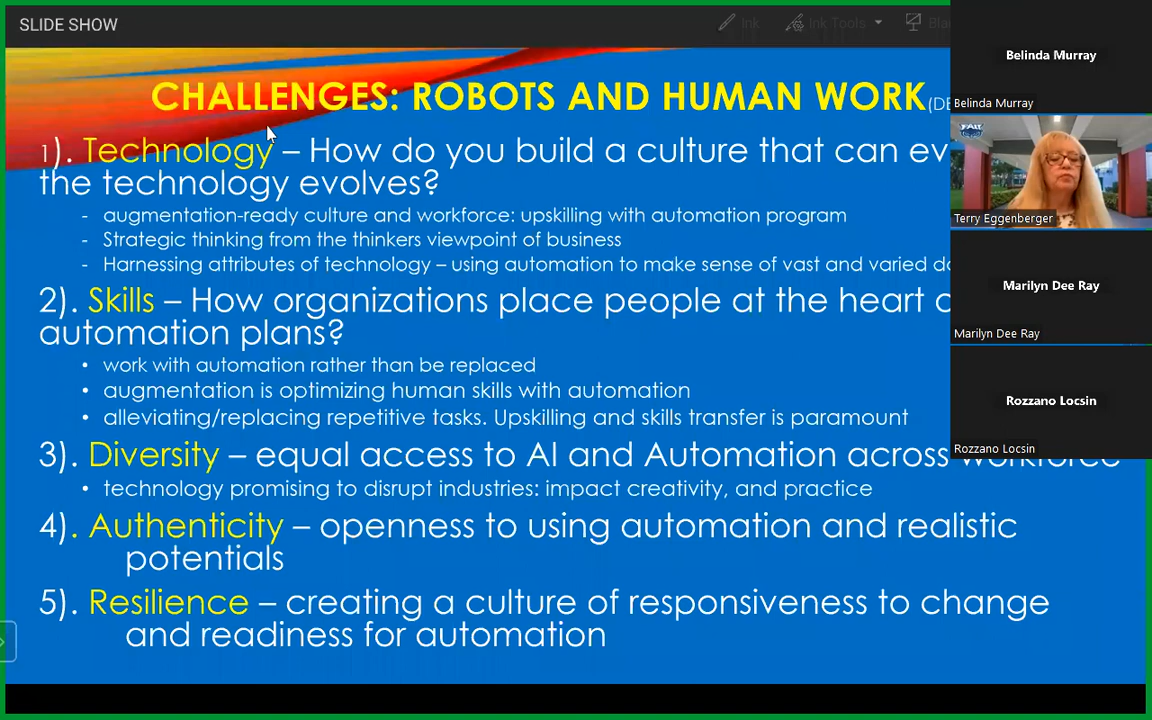 SLIDE SHOW
Ink
Ink Tools
CHALLENGES: ROBOTS AND HUMAN WORK
1). Technology – How do you build a culture that can
the technology evolves?
- augmentation-ready culture and workforce: upskilling with automation program
- Strategic thinking from the thinkers viewpoint of business
- Harnessing attributes of technology – using automation to make sense of vast and varied
2). Skills – How organizations place people at the heart
automation plans?
• work with automation rather than be replaced
• augmentation is optimizing human skills with automation
• alleviating/replacing repetitive tasks. Upskilling and skills transfer is paramount
3). Diversity – equal access to AI and Automation across workforce
• technology promising to disrupt industries: impact creativity, and practice
4). Authenticity – openness to using automation and realistic
potentials
5). Resilience – creating a culture of responsiveness to change
and readiness for automation
Belinda Murray
Belinda Murray
FAU
Terry Eggenberger
Marilyn Dee Ray
Marilyn Dee Ray
Rozzano Locsin
Rozzano Locsin